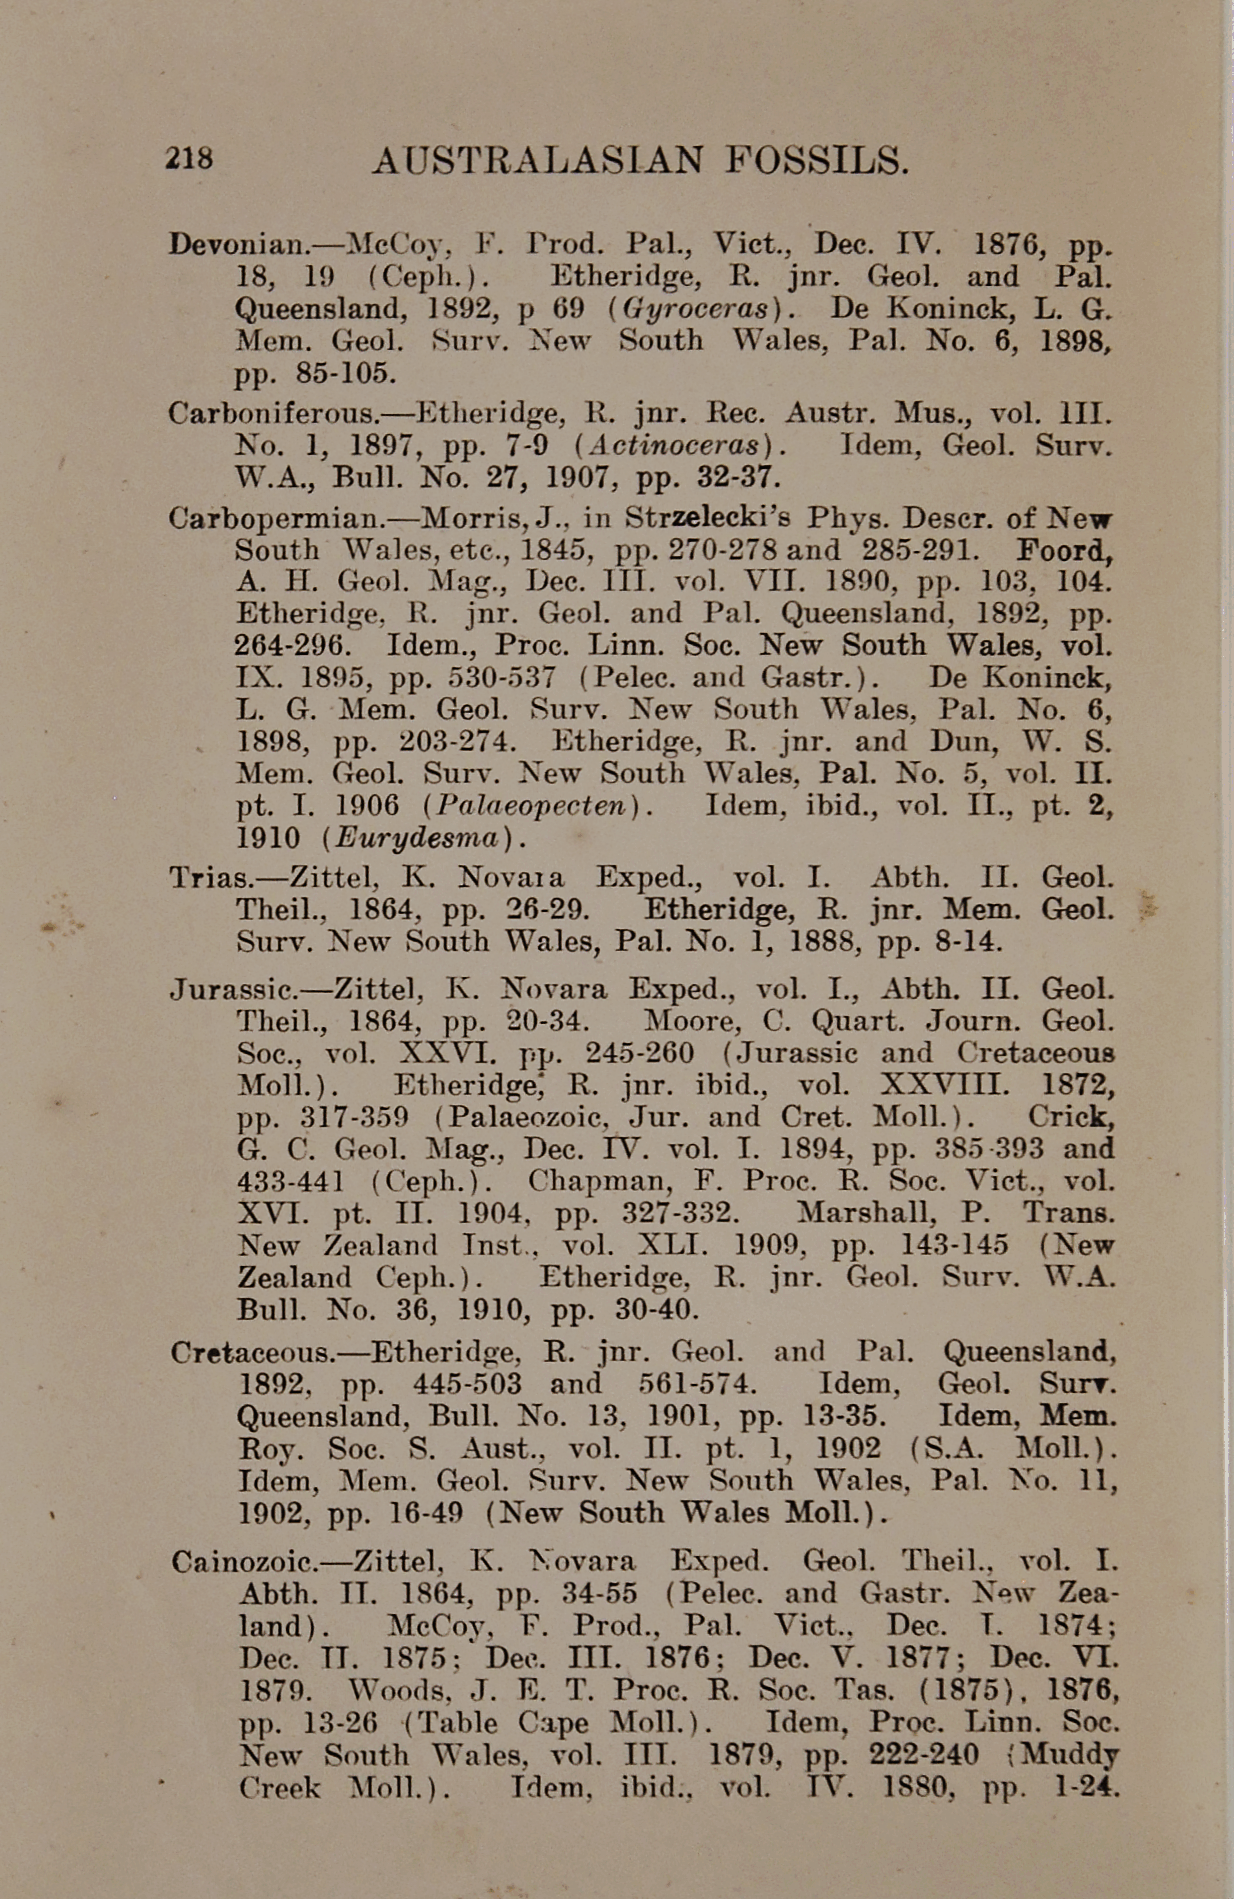 218 AUSTRALASIAN FOSSILS.
Devonian.—McCoy, F. Prod. Pal., Vict., Dec. IV. 1876, pp.
18, 19 (Ceph.). Etheridge, R. jnr. Geol. and Pal.
Queensland, 1892, p 69 (Gyroceras). De Koninck, L. G.
Mem. Geol. Surv. New South Wales, Pal. No. 6, 1898,
pp. 85-105.
Carboniferous.—Etheridge, R. jnr. Rec. Austr. Mus., vol. III.
No. 1, 1897, pp. 7-9 (Actinoceras). Idem, Geol. Surv.
W.A., Bull. No. 27, 1907, pp. 32-37.
Carbopermian.—Morris, J., in Strzelecki's Phys. Descr. of New
South Wales, etc., 1845, pp. 270-278 and 285-291. Foord,
A. H. Geol. Mag., Dec. III. vol. VII. 1890, pp. 103, 104.
Etheridge, R. jnr. Geol. and Pal. Queensland, 1892, pp.
264-296. Idem., Proc. Linn. Soc. New South Wales, vol.
IX. 1895, pp. 530-537 (Pelec. and Gastr.). De Koninck,
L. G. Mem. Geol. Surv. New South Wales, Pal. No. 6,
1898, pp. 203-274. Etheridge, R. jnr. and Dun, W. S.
Mem. Geol. Surv. New South Wales, Pal. No. 5, vol. II.
pt. I. 1906 (Palaeopecten). Idem, ibid., vol. II., pt. 2,
1910 (Eurydesma).
Trias.—Zittel, K. Novara Exped., vol. I. Abth. II. Geol.
Theil., 1864, pp. 26-29. Etheridge, R. jnr. Mem. Geol.
Surv. New South Wales, Pal. No. 1, 1888, pp. 8-14.
Jurassic.—Zittel, K. Novara Exped., vol. I., Abth. II. Geol.
Theil., 1864, pp. 20-34. Moore, C. Quart. Journ. Geol.
Soc., vol. XXVI. pp. 245-260 (Jurassic and Cretaceous
Moll.). Etheridge, R. jnr. ibid., vol. XXVIII. 1872,
pp. 317-359 (Palaeozoic, Jur. and Cret. Moll.). Crick,
G. C. Geol. Mag., Dec. IV. vol. I. 1894, pp. 385-393 and
433-441 (Ceph.). Chapman, F. Proc. R. Soc. Vict., vol.
XVI. pt. II. 1904, pp. 327-332. Marshall, P. Trans.
New Zealand Inst., vol. XLI. 1909, pp. 143-145 (New
Zealand Ceph.). Etheridge, R. jnr. Geol. Surv. W.A.
Bull. No. 36, 1910, pp. 30-40.
Cretaceous.—Etheridge, R. jnr. Geol. and Pal. Queensland,
1892, pp. 445-503 and 561-574. Idem, Geol. Surv.
Queensland, Bull. No. 13, 1901, pp. 13-35. Idem, Mem.
Roy. Soc. S. Aust., vol. II. pt. 1, 1902 (S.A. Moll.).
Idem, Mem. Geol. Surv. New South Wales, Pal. No. 11,
1902, pp. 16-49 (New South Wales Moll.).
Cainozoic.—Zittel, K. Novara Exped. Geol. Theil., vol. I.
Abth. II. 1864, pp. 34-55 (Pelec. and Gastr. New Zea-
land). McCoy, F. Prod., Pal. Vict., Dec. I. 1874;
Dec. II. 1875; Dec. III. 1876; Dec. V. 1877; Dec. VI.
1879. Woods, J. E. T. Proc. R. Soc. Tas. (1875), 1876,
pp. 13-26 (Table Cape Moll.). Idem, Proc. Linn. Soc.
New South Wales, vol. III. 1879, pp. 222-240 (Muddy
Creek Moll.). Idem, ibid., vol. IV. 1880, pp. 1-24.